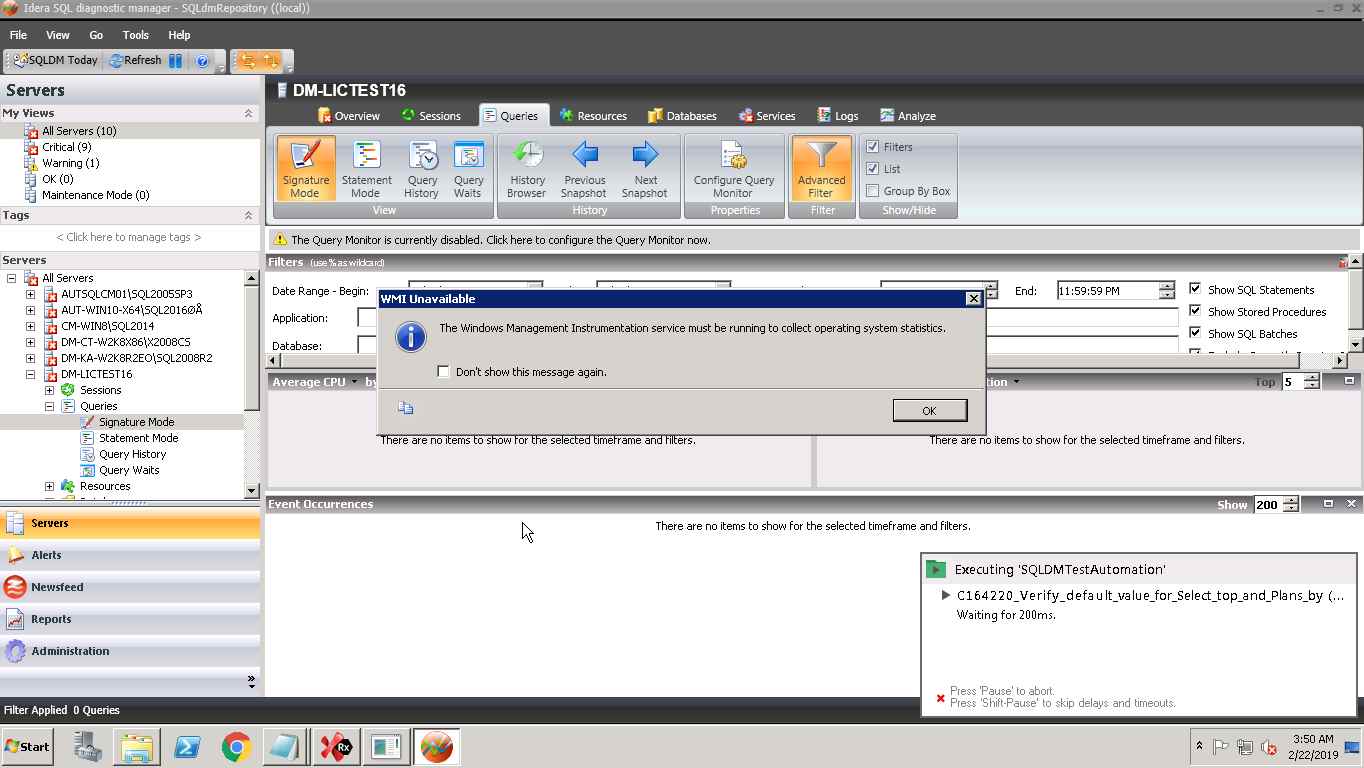 Idera SQL diagnostic manager - SQLdmRepository ((local))
File View Go Tools Help
SQLDM Today Refresh
Servers
My Views
All Servers (10)
Critical (9)
Warning (1)
OK (0)
Maintenance Mode (0)
Tags
< Click here to manage tags >
Servers
All Servers
AUTSQLCM01\SQL2005SP3
AUT-WIN10-X64\SQL2016ØÅ
CM-WIN8\SQL2014
DM-CT-W2K8X86\X2008CS
DM-KA-W2K8R2EO\SQL2008R2
DM-LICTEST16
Sessions
Queries
Signature Mode
Statement Mode
Query History
Query Waits
Resources
Servers
Alerts
Newsfeed
Reports
Administration
»
DM-LICTEST16
Overview Sessions Queries Resources Databases Services Logs Analyze
Signature Mode
Statement Mode
Query History
Query Waits
View
History Browser
Previous Snapshot
Next Snapshot
History
Configure Query Monitor
Properties
Advanced Filter
Filter
Filters
List
Group By Box
Show/Hide
The Query Monitor is currently disabled. Click here to configure the Query Monitor now.
Filters (use % as wildcard)
Date Range - Begin:
End: 11:59:59 PM
Application:
Database:
Show SQL Statements
Show Stored Procedures
Show SQL Batches
WMI Unavailable
The Windows Management Instrumentation service must be running to collect operating system statistics.
Don't show this message again.
OK
Average CPU by
Top 5
There are no items to show for the selected timeframe and filters.
There are no items to show for the selected timeframe and filters.
Event Occurrences
Show 200
There are no items to show for the selected timeframe and filters.
Executing 'SQLDMTestAutomation'
C164220_Verify_default_value_for_Select_top_and_Plans_by (...
Waiting for 200ms.
Press 'Pause' to abort.
Press 'Shift-Pause' to skip delays and timeouts.
Filter Applied 0 Queries
Start
Rx
3:50 AM
2/22/2019